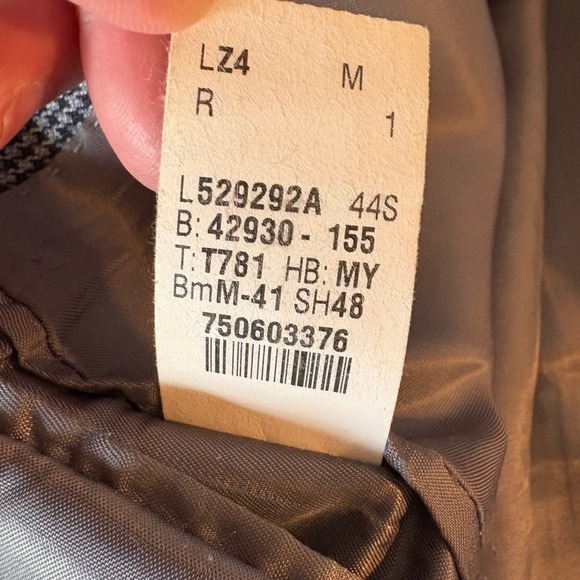 LZ4 M
R 1
L529292A 44S
B: 42930 - 155
T: T781 HB: MY
BmM-41 SH48
750603376